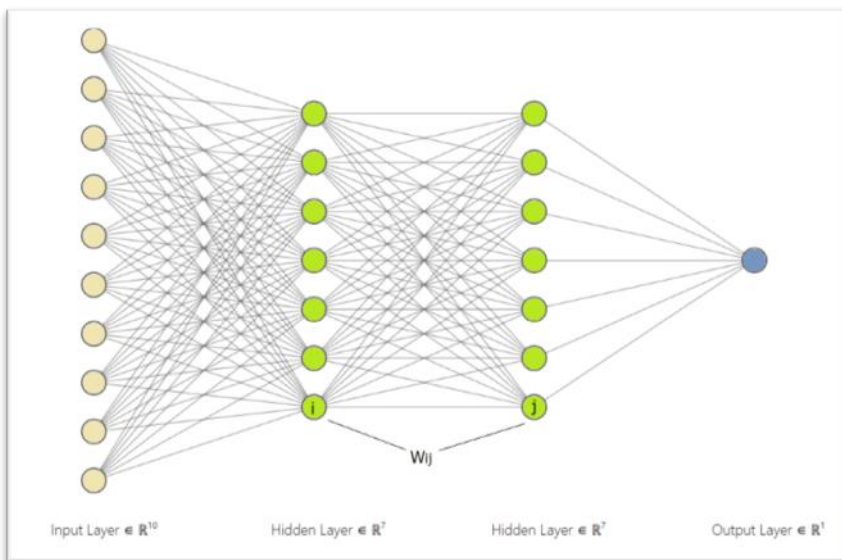 i
j
Wij
Input Layer ∈ ℝ¹⁰
Hidden Layer ∈ ℝ⁷
Hidden Layer ∈ ℝ⁷
Output Layer ∈ ℝ¹